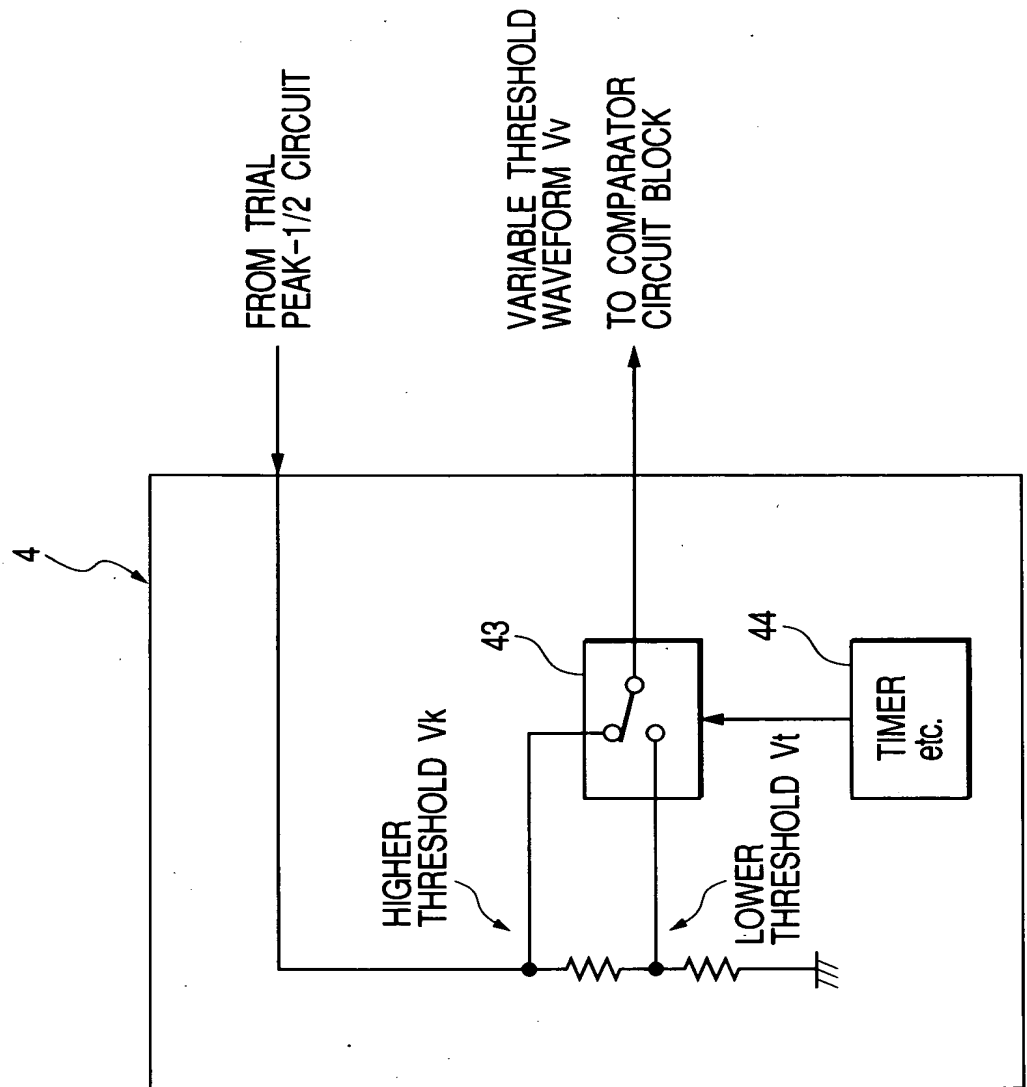 4
FROM TRIAL
PEAK-1/2 CIRCUIT
VARIABLE THRESHOLD
WAVEFORM Vv
TO COMPARATOR
CIRCUIT BLOCK
43
HIGHER
THRESHOLD Vk
44
TIMER
etc.
LOWER
THRESHOLD Vt